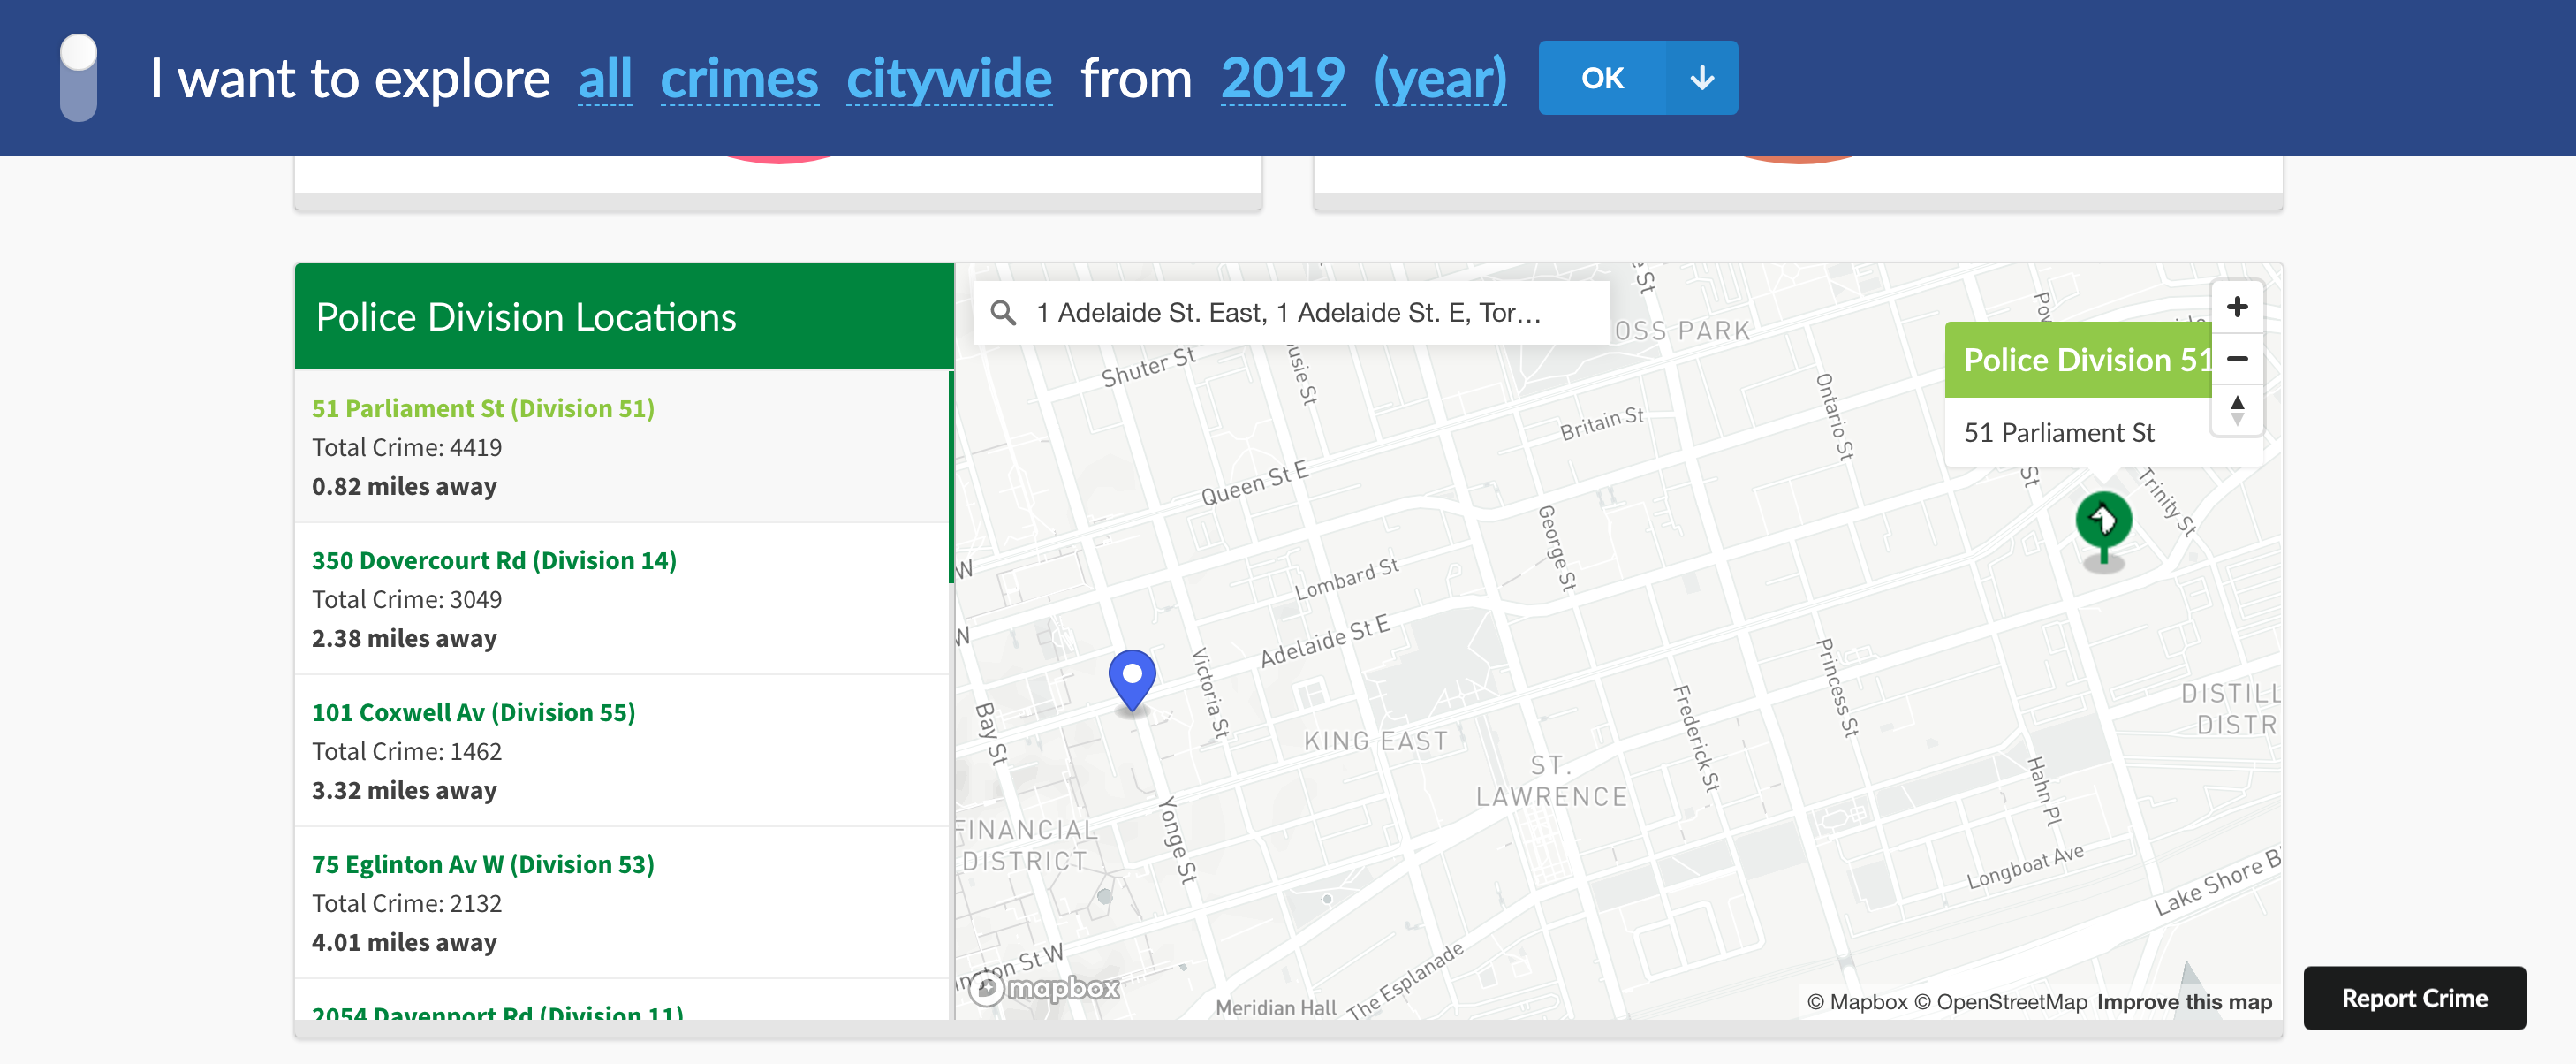 I want to explore all crimes citywide from 2019 (year) OK
Police Division Locations
51 Parliament St (Division 51)
Total Crime: 4419
0.82 miles away
350 Dovercourt Rd (Division 14)
Total Crime: 3049
2.38 miles away
101 Coxwell Av (Division 55)
Total Crime: 1462
3.32 miles away
75 Eglinton Av W (Division 53)
Total Crime: 2132
4.01 miles away
2054 Davenport Rd (Division 11)
1 Adelaide St. East, 1 Adelaide St. E, Tor...
OSS PARK
Police Division 51
51 Parliament St
Shuter St
usie St
St
Pov
Britain St
Ontario St
Queen St E
St
Trinity St
George St
W
Lombard St
W
Adelaide St E
Victoria St
Princess St
Bay St
KING EAST
Frederick St
DISTILL
DISTR
ST.
LAWRENCE
Hahn Pl
Yonge St
FINANCIAL
DISTRICT
Longboat Ave
Lake Shore B
ngton St W
The Esplanade
mapbox
Meridian Hall
© Mapbox © OpenStreetMap Improve this map
Report Crime